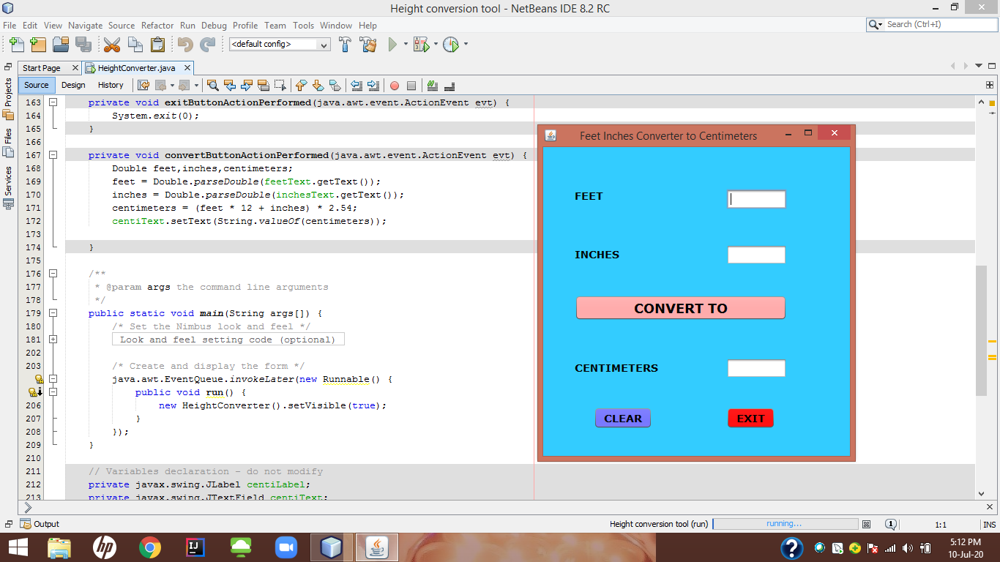 Height conversion tool - NetBeans IDE 8.2 RC
File Edit View Navigate Source Refactor Run Debug Profile Team Tools Window Help
Search (Ctrl+I)
<default config>
Start Page HeightConverter.java
Source Design History
Projects
Files
Services
163 private void exitButtonActionPerformed(java.awt.event.ActionEvent evt) {
164 System.exit(0);
165 }
166
167 private void convertButtonActionPerformed(java.awt.event.ActionEvent evt) {
168 Double feet,inches,centimeters;
169 feet = Double.parseDouble(feetText.getText());
170 inches = Double.parseDouble(inchesText.getText());
171 centimeters = (feet * 12 + inches) * 2.54;
172 centiText.setText(String.valueOf(centimeters));
173
174 }
175
176 /**
177 * @param args the command line arguments
178 */
179 public static void main(String args[]) {
180 /* Set the Nimbus look and feel */
181 Look and feel setting code (optional)
202
203 /* Create and display the form */
java.awt.EventQueue.invokeLater(new Runnable() {
public void run() {
206 new HeightConverter().setVisible(true);
207 }
208 });
209 }
210
211 // Variables declaration - do not modify
212 private javax.swing.JLabel centiLabel;
213 private javax.swing.JTextField centiText;
Feet Inches Converter to Centimeters
FEET
INCHES
CONVERT TO
CENTIMETERS
CLEAR EXIT
Output
Height conversion tool (run) running... 1 1:1 INS
hp IJ ?
5:12 PM
10-Jul-20